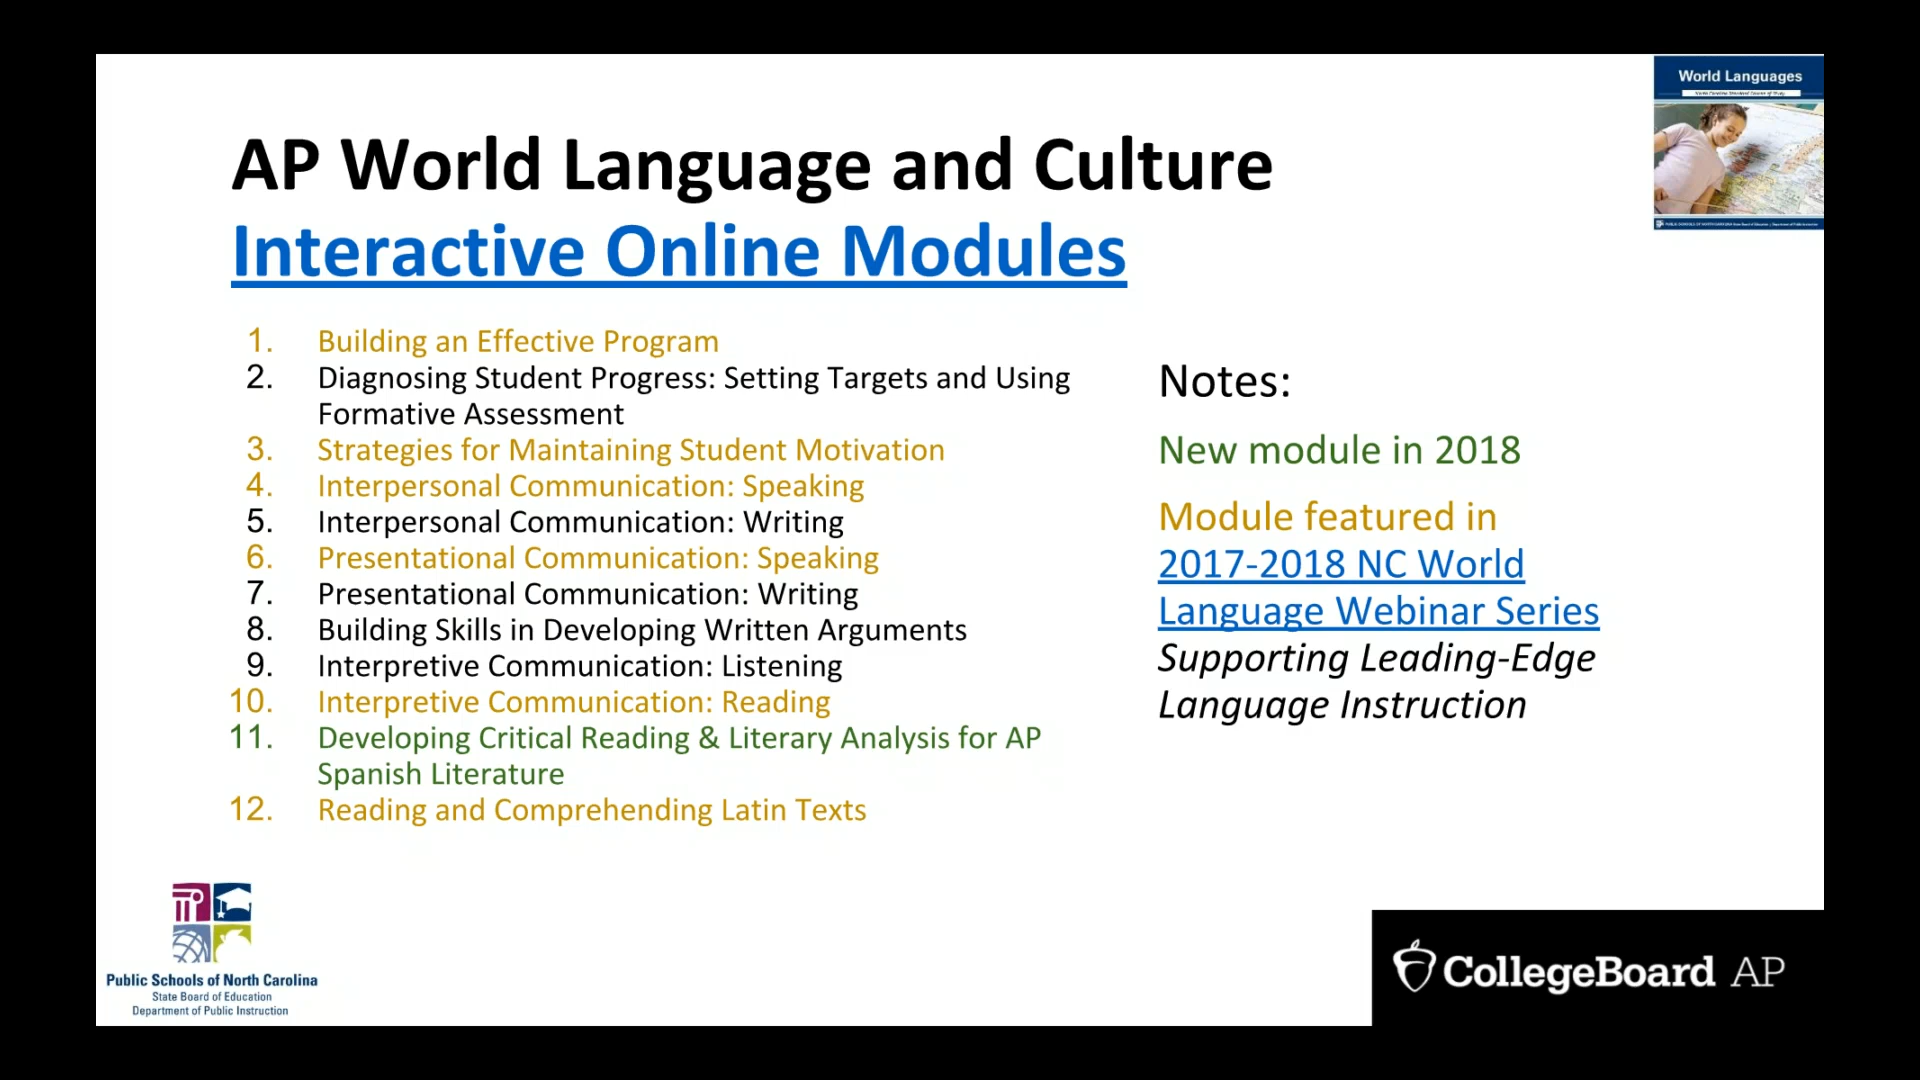 World Languages
AP World Language and Culture
Interactive Online Modules
1. Building an Effective Program
2. Diagnosing Student Progress: Setting Targets and Using
Formative Assessment
3. Strategies for Maintaining Student Motivation
4. Interpersonal Communication: Speaking
5. Interpersonal Communication: Writing
6. Presentational Communication: Speaking
7. Presentational Communication: Writing
8. Building Skills in Developing Written Arguments
9. Interpretive Communication: Listening
10. Interpretive Communication: Reading
11. Developing Critical Reading & Literary Analysis for AP
Spanish Literature
12. Reading and Comprehending Latin Texts
Notes:
New module in 2018
Module featured in
2017-2018 NC World
Language Webinar Series
Supporting Leading-Edge
Language Instruction
Public Schools of North Carolina
State Board of Education
Department of Public Instruction
CollegeBoard AP